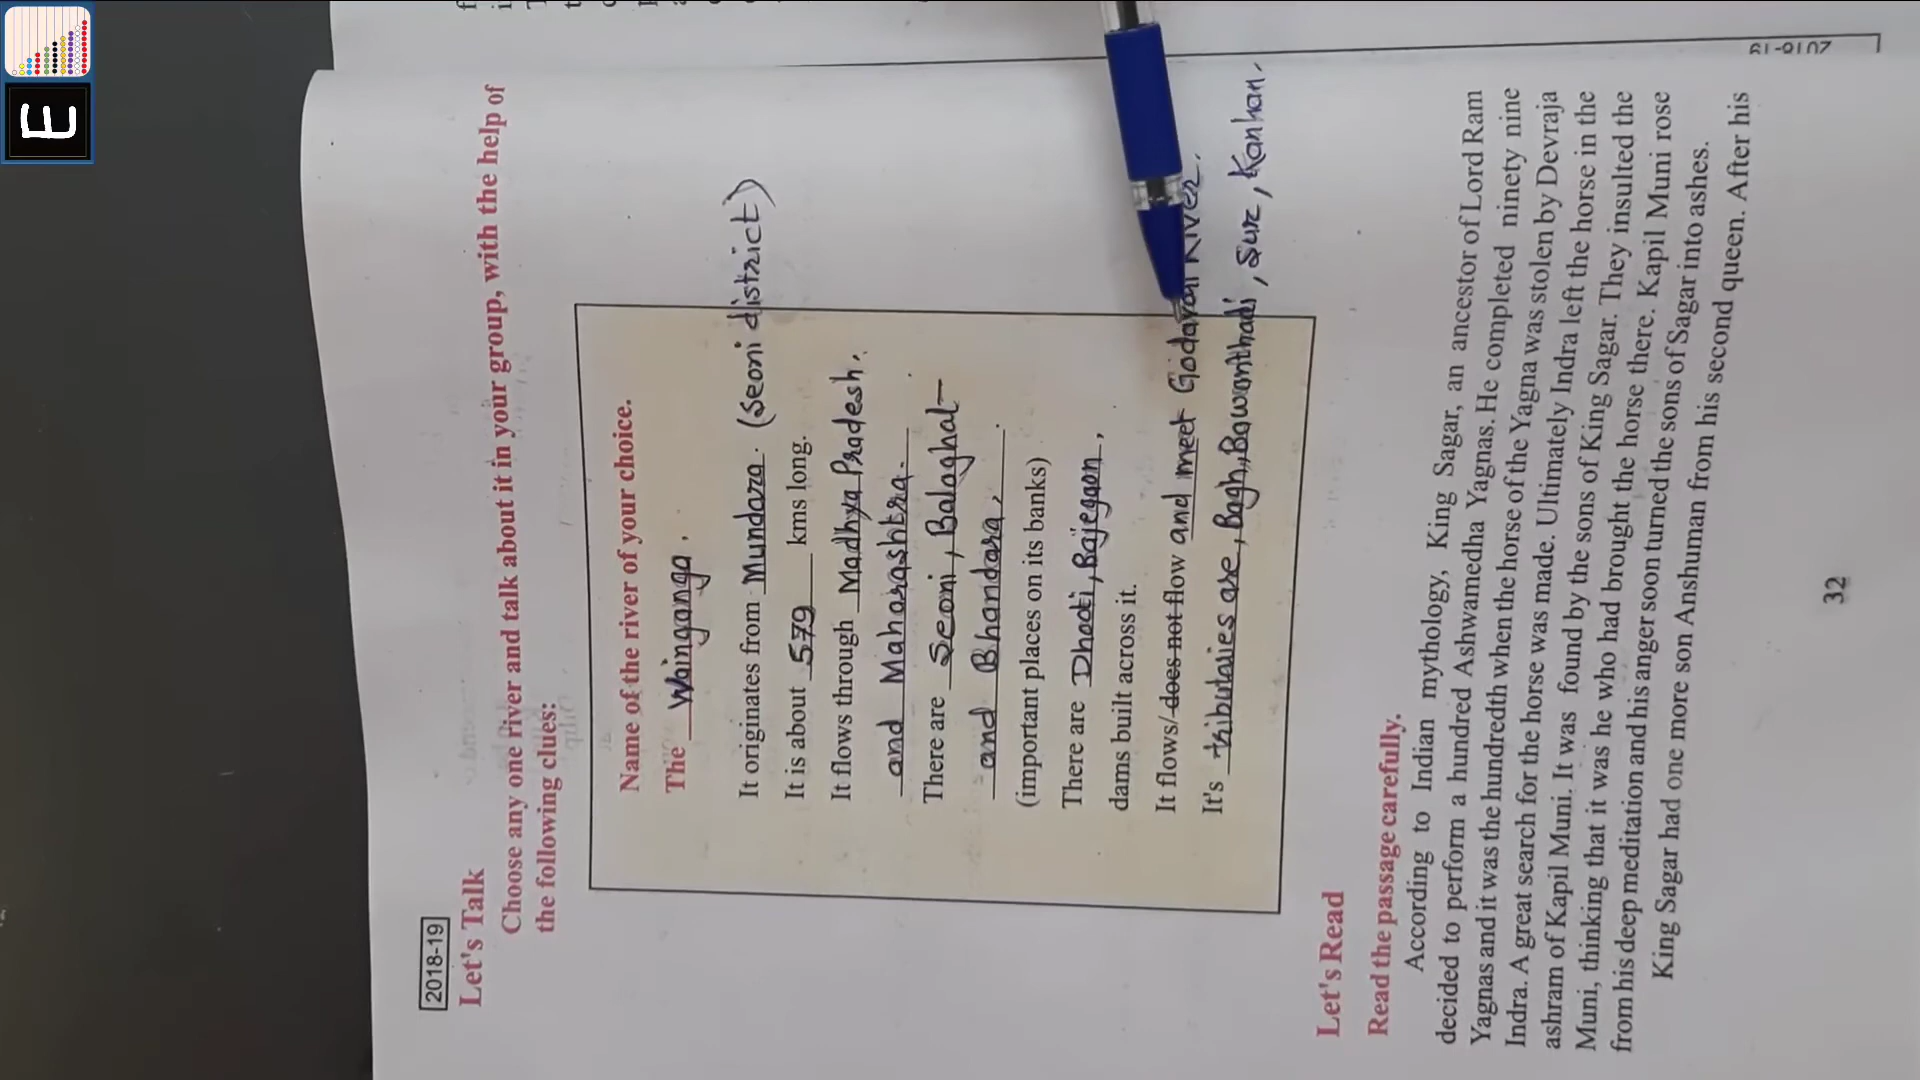 E
2018-19
Let's Talk
Choose any one river and talk about it in your group, with the help of
the following clues:
Name of the river of your choice.
The Wainganga.
It originates from Mundara. (Seoni district)
It is about 579 kms long.
It flows through Madhya Pradesh,
and Maharashtra.
There are Seoni, Balaghat
and Bhandara,
(important places on its banks)
There are Dhooti, Bajegaon,
dams built across it.
It flows/does not flow and meet Godavari River.
It's tributaries are, Bagh, Bawanthadi, Sur, Kanhan.
Let's Read
Read the passage carefully.
According to Indian mythology, King Sagar, an ancestor of Lord Ram
decided to perform a hundred Ashwamedha Yagnas. He completed ninety nine
Yagnas and it was the hundredth when the horse of the Yagna was stolen by Devraja
Indra. A great search for the horse was made. Ultimately Indra left the horse in the
ashram of Kapil Muni. It was found by the sons of King Sagar. They insulted the
Muni, thinking that it was he who had brought the horse there. Kapil Muni rose
from his deep meditation and his anger soon turned the sons of Sagar into ashes.
King Sagar had one more son Anshuman from his second queen. After his
32